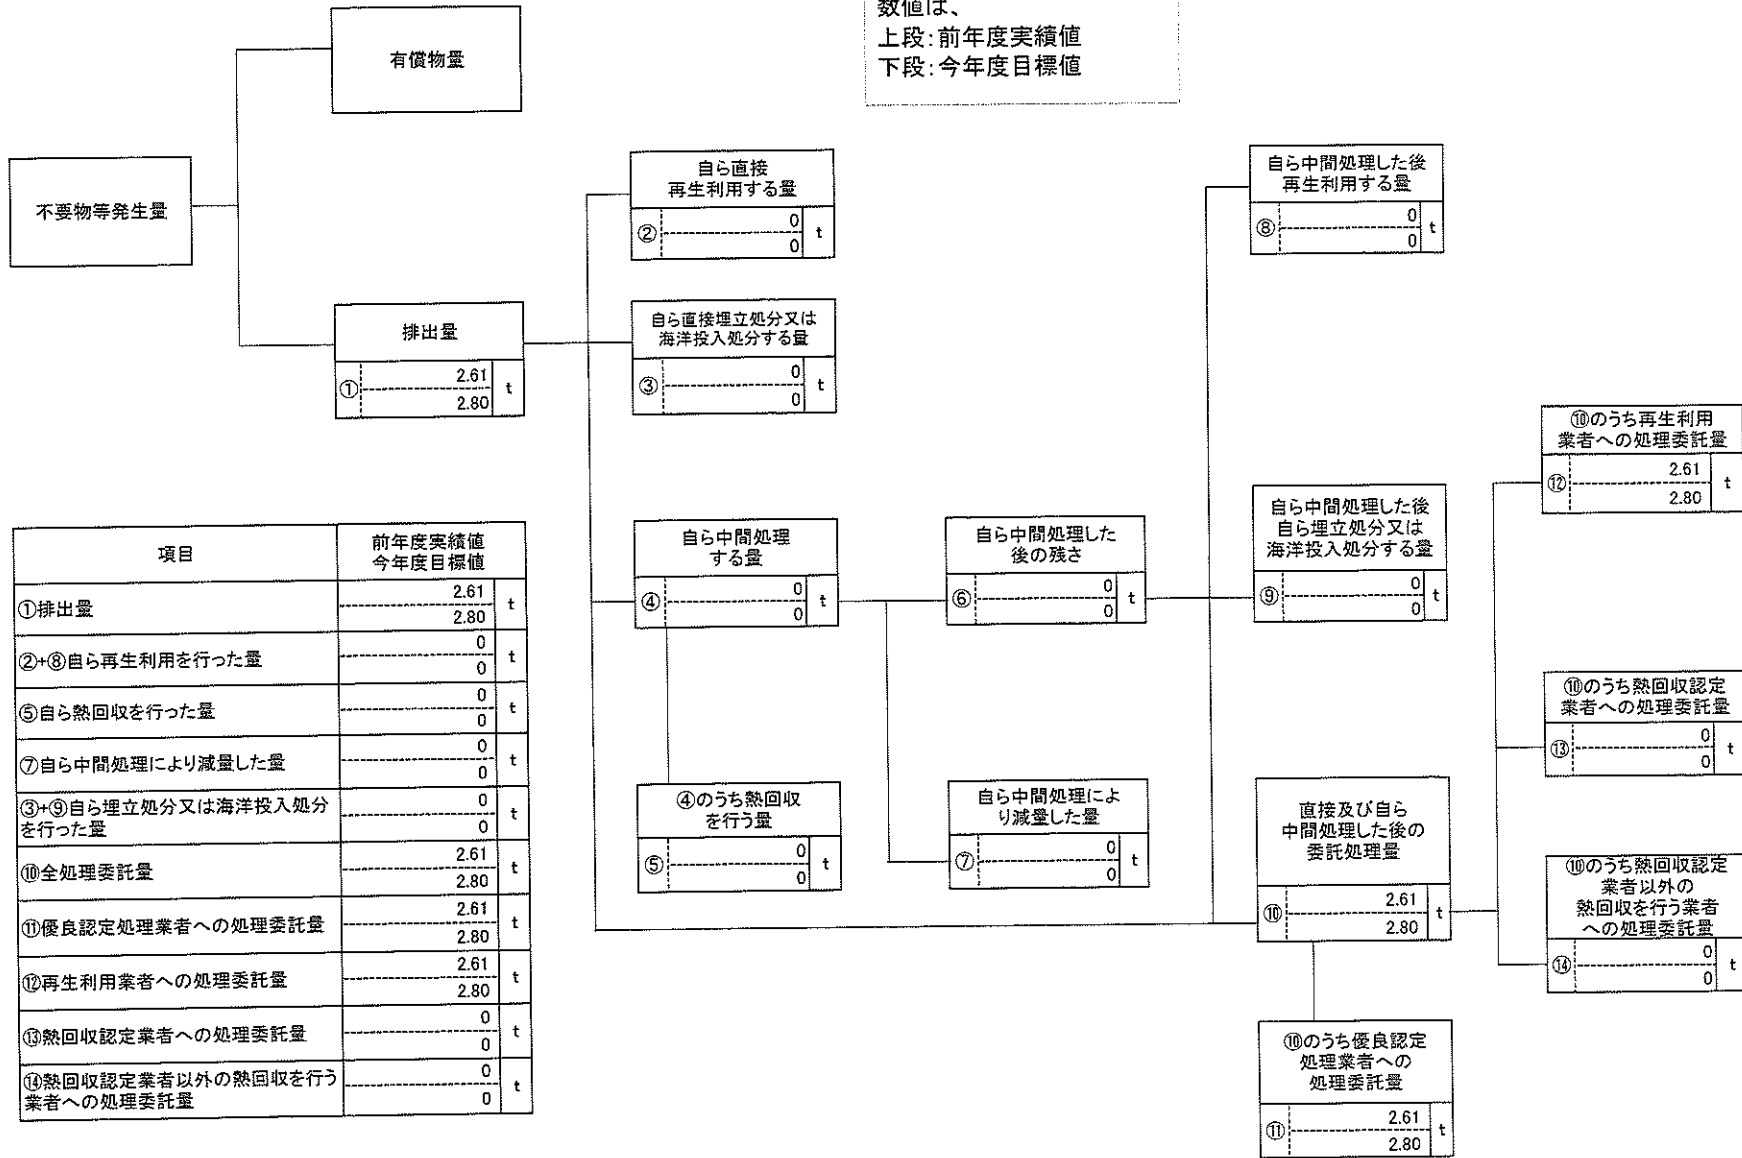 数値は、
上段:前年度実績値
下段:今年度目標値
有償物量
不要物等発生量
排出量
①
2.61
2.80
t
自ら直接
再生利用する量
②
0
0
t
自ら直接埋立処分又は
海洋投入処分する量
③
0
0
t
自ら中間処理
する量
④
0
0
t
④のうち熱回収
を行う量
⑤
0
0
t
自ら中間処理した
後の残さ
⑥
0
0
t
自ら中間処理によ
り減量した量
⑦
0
0
t
自ら中間処理した後
再生利用する量
⑧
0
0
t
自ら中間処理した後
自ら埋立処分又は
海洋投入処分する量
⑨
0
0
t
直接及び自ら
中間処理した後の
委託処理量
⑩
2.61
2.80
t
⑩のうち優良認定
処理業者への
処理委託量
⑪
2.61
2.80
t
⑩のうち再生利用
業者への処理委託量
⑫
2.61
2.80
t
⑩のうち熱回収認定
業者への処理委託量
⑬
0
0
t
⑩のうち熱回収認定
業者以外の
熱回収を行う業者
への処理委託量
⑭
0
0
t
項目
前年度実績値
今年度目標値
①排出量
2.61
2.80
t
②+⑧自ら再生利用を行った量
0
0
t
⑤自ら熱回収を行った量
0
0
t
⑦自ら中間処理により減量した量
0
0
t
③+⑨自ら埋立処分又は海洋投入処分
を行った量
0
0
t
⑩全処理委託量
2.61
2.80
t
⑪優良認定処理業者への処理委託量
2.61
2.80
t
⑫再生利用業者への処理委託量
2.61
2.80
t
⑬熱回収認定業者への処理委託量
0
0
t
⑭熱回収認定業者以外の熱回収を行う
業者への処理委託量
0
0
t